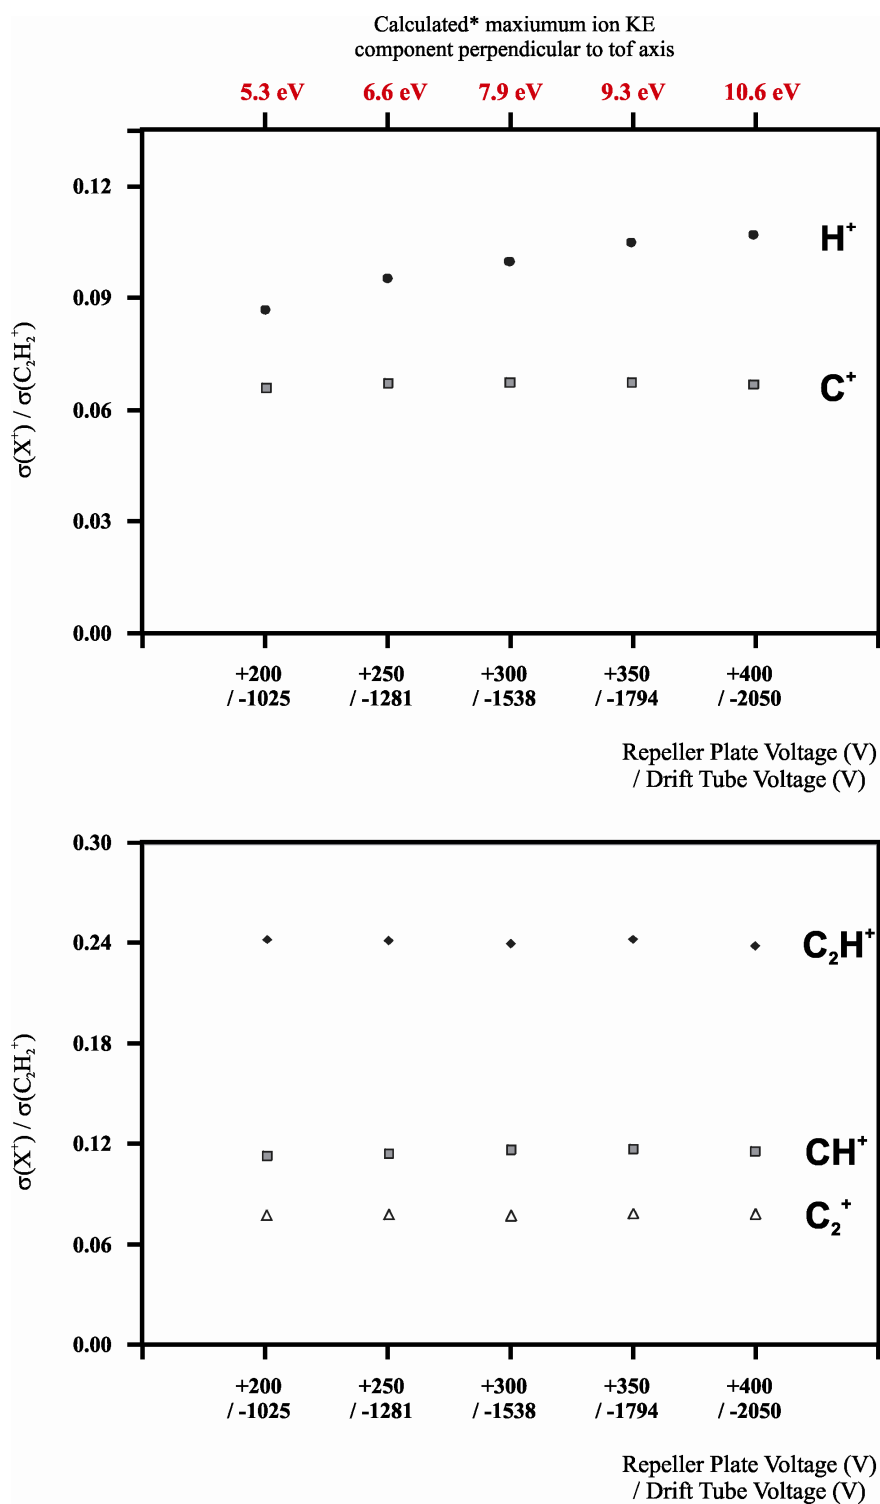 Calculated* maxiumum ion KE
component perpendicular to tof axis
5.3 eV 6.6 eV 7.9 eV 9.3 eV 10.6 eV
0.12
0.09
0.06
0.03
0.00
σ(X⁺) / σ(C₂H₂⁺)
H⁺
C⁺
+200 +250 +300 +350 +400
/ -1025 / -1281 / -1538 / -1794 / -2050
Repeller Plate Voltage (V)
/ Drift Tube Voltage (V)
0.30
0.24
0.18
0.12
0.06
0.00
σ(X⁺) / σ(C₂H₂⁺)
C₂H⁺
CH⁺
C₂⁺
+200 +250 +300 +350 +400
/ -1025 / -1281 / -1538 / -1794 / -2050
Repeller Plate Voltage (V)
/ Drift Tube Voltage (V)